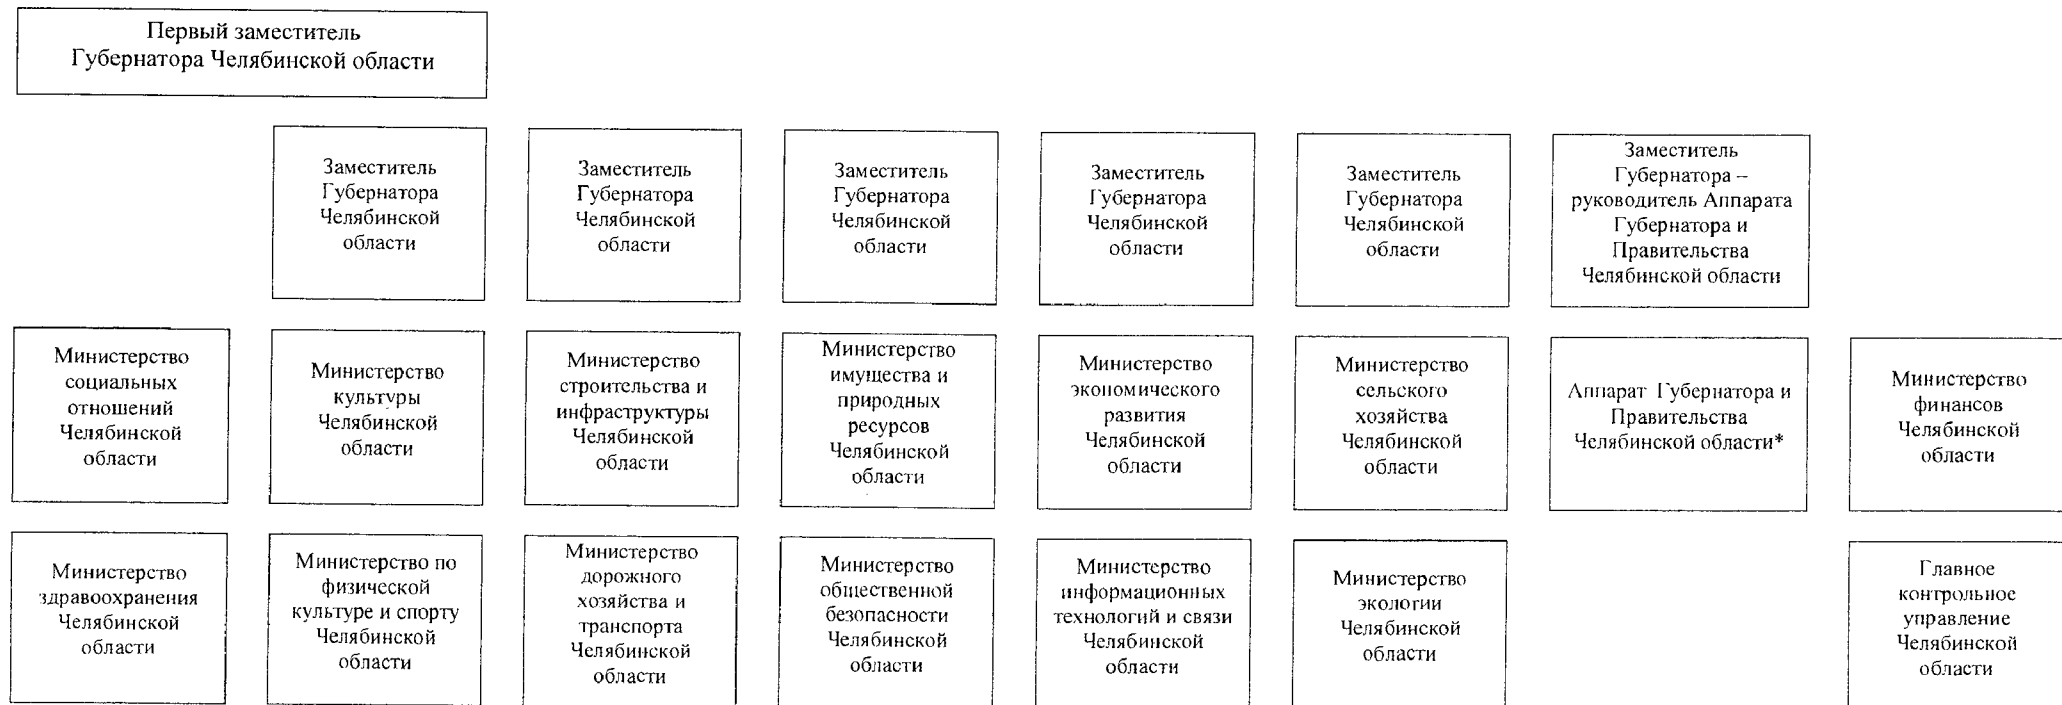 Первый заместитель
Губернатора Челябинской области
Заместитель
Губернатора
Челябинской
области
Заместитель
Губернатора
Челябинской
области
Заместитель
Губернатора
Челябинской
области
Заместитель
Губернатора
Челябинской
области
Заместитель
Губернатора
Челябинской
области
Заместитель
Губернатора –
руководитель Аппарата
Губернатора и
Правительства
Челябинской области
Министерство
социальных
отношений
Челябинской
области
Министерство
культуры
Челябинской
области
Министерство
строительства и
инфраструктуры
Челябинской
области
Министерство
имущества и
природных
ресурсов
Челябинской
области
Министерство
экономического
развития
Челябинской
области
Министерство
сельского
хозяйства
Челябинской
области
Аппарат Губернатора и
Правительства
Челябинской области*
Министерство
финансов
Челябинской
области
Министерство
здравоохранения
Челябинской
области
Министерство по
физической
культуре и спорту
Челябинской
области
Министерство
дорожного
хозяйства и
транспорта
Челябинской
области
Министерство
общественной
безопасности
Челябинской
области
Министерство
информационных
технологий и связи
Челябинской
области
Министерство
экологии
Челябинской
области
Главное
контрольное
управление
Челябинской
области